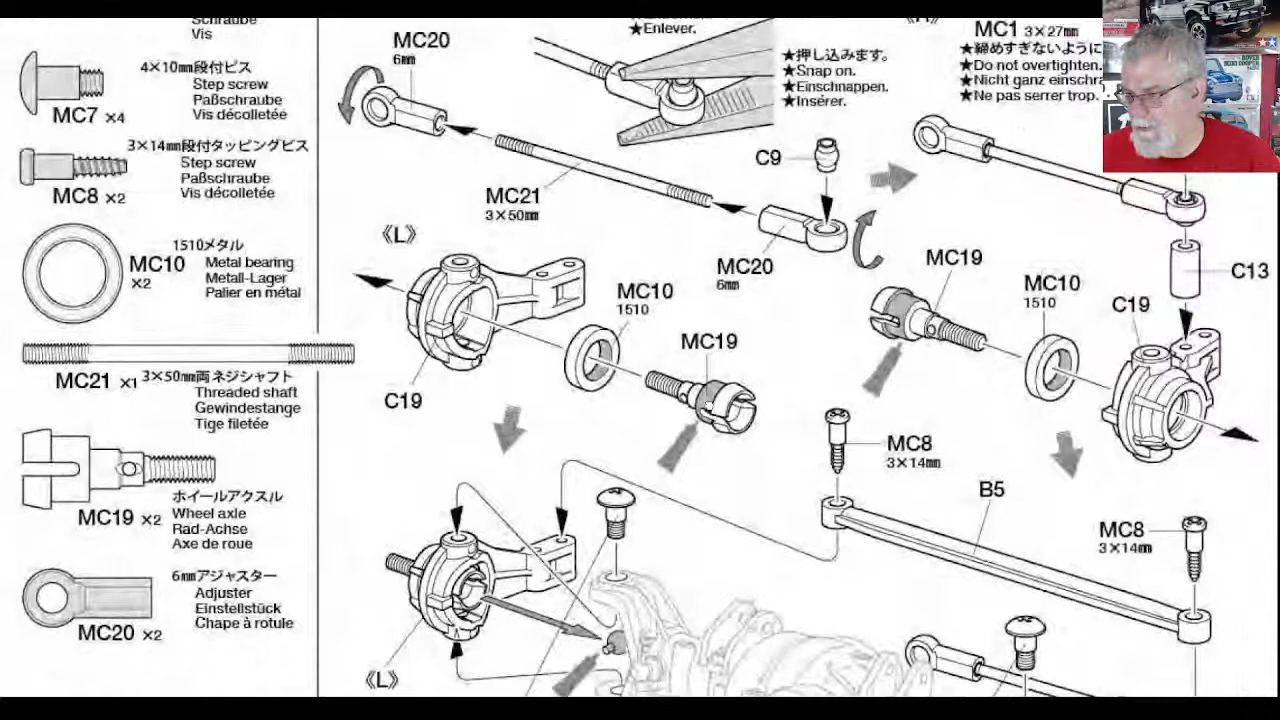 Schraube
Vis
4×10mm段付ビス
Step screw
Paßschraube
Vis décolletée
MC7 ×4
3×14mm段付タッピングビス
Step screw
Paßschraube
Vis décolletée
MC8 ×2
1510メタル
Metal bearing
Metall-Lager
Palier en métal
MC10
×2
MC21 ×1
3×50mm両ネジシャフト
Threaded shaft
Gewindestange
Tige filetée
ホイールアクスル
Wheel axle
Rad-Achse
Axe de roue
MC19 ×2
6mmアジャスター
Adjuster
Einstellstück
Chape à rotule
MC20 ×2
MC20
6mm
★Enlever.
★押し込みます。
★Snap on.
★Einschnappen.
★Insérer.
MC1 3×27mm
★締めすぎないように
★Do not overtighten.
★Nicht ganz einschra
★Ne pas serrer trop.
C9
MC21
3×50mm
MC20
6mm
《L》
MC10
1510
MC19
C19
MC19
MC10
1510
C19
C13
MC8
3×14mm
B5
MC8
3×14mm
《L》
ROVER
MINI COOPER
TAMIYA